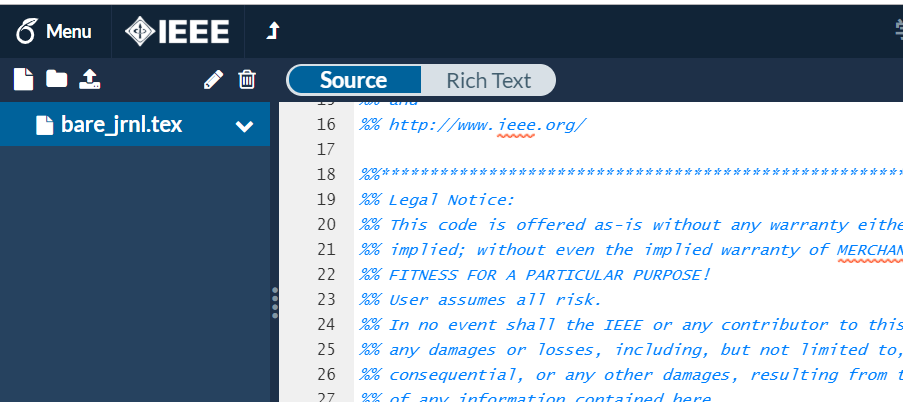 Menu
IEEE
Source
Rich Text
bare_jrnl.tex
16 %% http://www.ieee.org/
17
18 %%*******************************************************
19 %% Legal Notice:
20 %% This code is offered as-is without any warranty eithe
21 %% implied; without even the implied warranty of MERCHAN
22 %% FITNESS FOR A PARTICULAR PURPOSE!
23 %% User assumes all risk.
24 %% In no event shall the IEEE or any contributor to this
25 %% any damages or losses, including, but not limited to,
26 %% consequential, or any other damages, resulting from t
27 %% of any information contained here